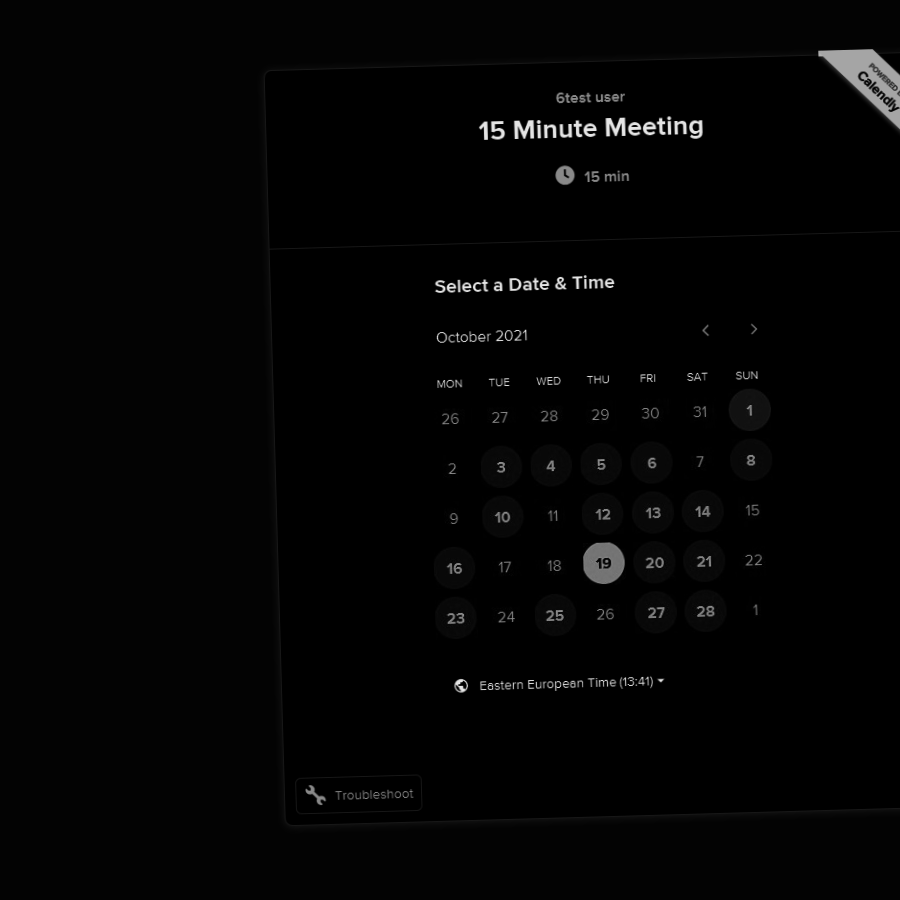 POWERED
Calendly
6test user
15 Minute Meeting
15 min
Select a Date & Time
October 2021
MON TUE WED THU FRI SAT SUN
26 27 28 29 30 31 1
2 3 4 5 6 7 8
9 10 11 12 13 14 15
16 17 18 19 20 21 22
23 24 25 26 27 28 1
Eastern European Time (13:41)
Troubleshoot